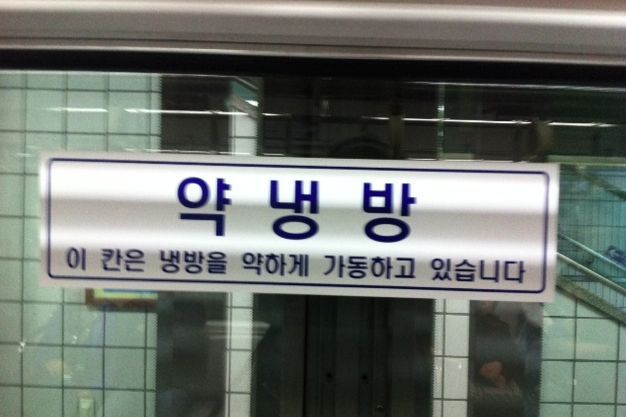 약 냉 방
이 칸은 냉방을 약하게 가동하고 있습니다